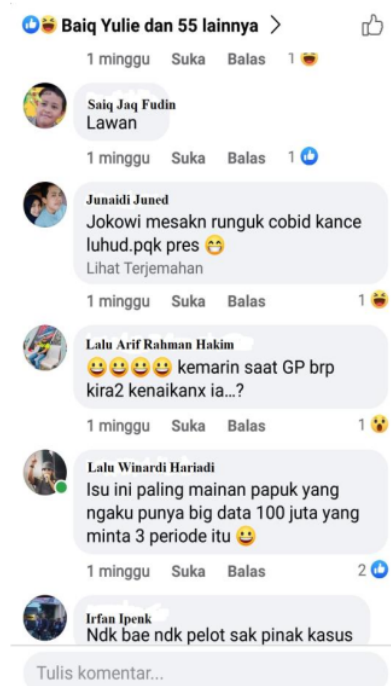 Baiq Yulie dan 55 lainnya >
1 minggu Suka Balas 1
Saiq Jaq Fudin
Lawan
1 minggu Suka Balas 1
Junaidi Juned
Jokowi mesakn runguk cobid kance
luhud.pqk pres 😁
Lihat Terjemahan
1 minggu Suka Balas 1
Lalu Arif Rahman Hakim
😀😀😀😀 kemarin saat GP brp
kira2 kenaikanx ia...?
1 minggu Suka Balas 1
Lalu Winardi Hariadi
Isu ini paling mainan papuk yang
ngaku punya big data 100 juta yang
minta 3 periode itu 😀
1 minggu Suka Balas 2
Irfan Ipenk
Ndk bae ndk pelot sak pinak kasus
Tulis komentar...